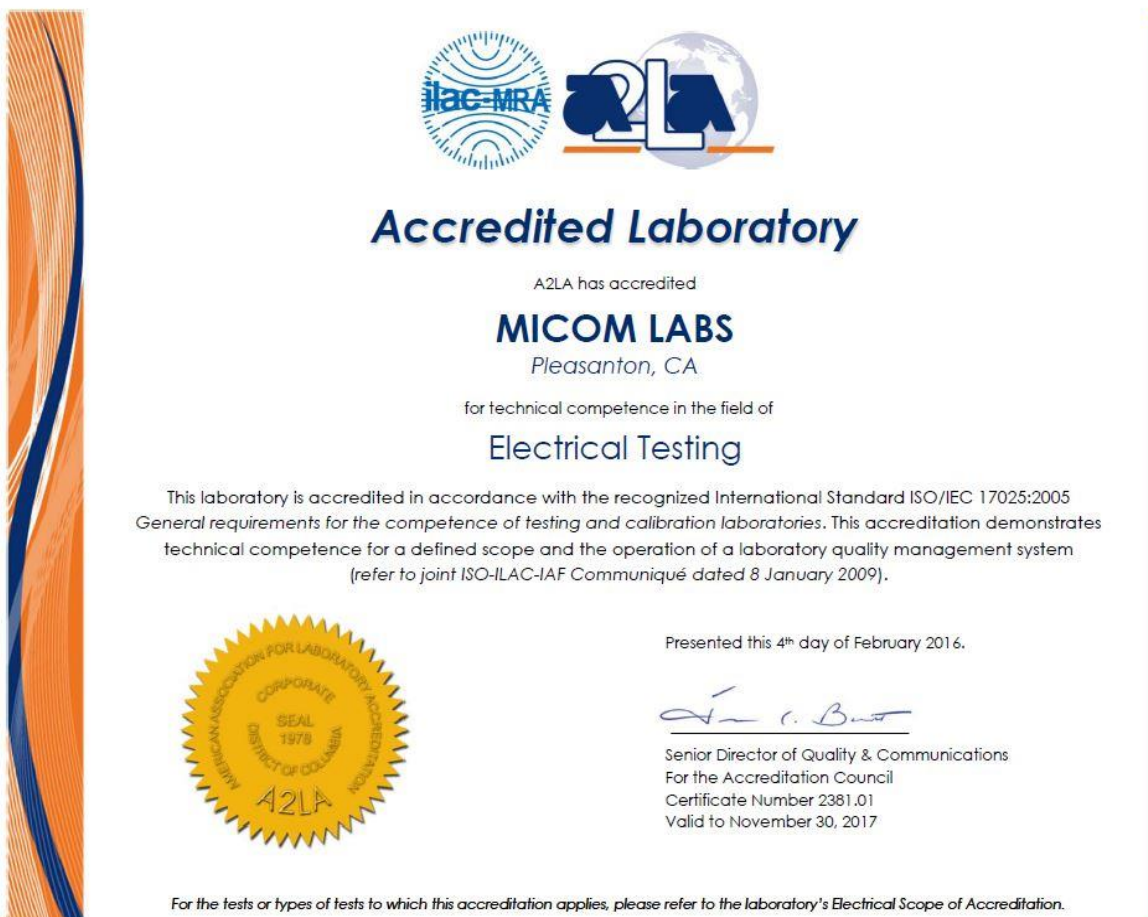 ilac-MRA
a2La
Accredited Laboratory
A2LA has accredited
MICOM LABS
Pleasanton, CA
for technical competence in the field of
Electrical Testing
This laboratory is accredited in accordance with the recognized International Standard ISO/IEC 17025:2005
General requirements for the competence of testing and calibration laboratories. This accreditation demonstrates
technical competence for a defined scope and the operation of a laboratory quality management system
(refer to joint ISO-ILAC-IAF Communiqué dated 8 January 2009).
AMERICAN ASSOCIATION FOR LABORATORY ACCREDITATION
CORPORATE
SEAL
1978
DISTRICT OF COLUMBIA
A2LA
Presented this 4th day of February 2016.
Senior Director of Quality & Communications
For the Accreditation Council
Certificate Number 2381.01
Valid to November 30, 2017
For the tests or types of tests to which this accreditation applies, please refer to the laboratory's Electrical Scope of Accreditation.